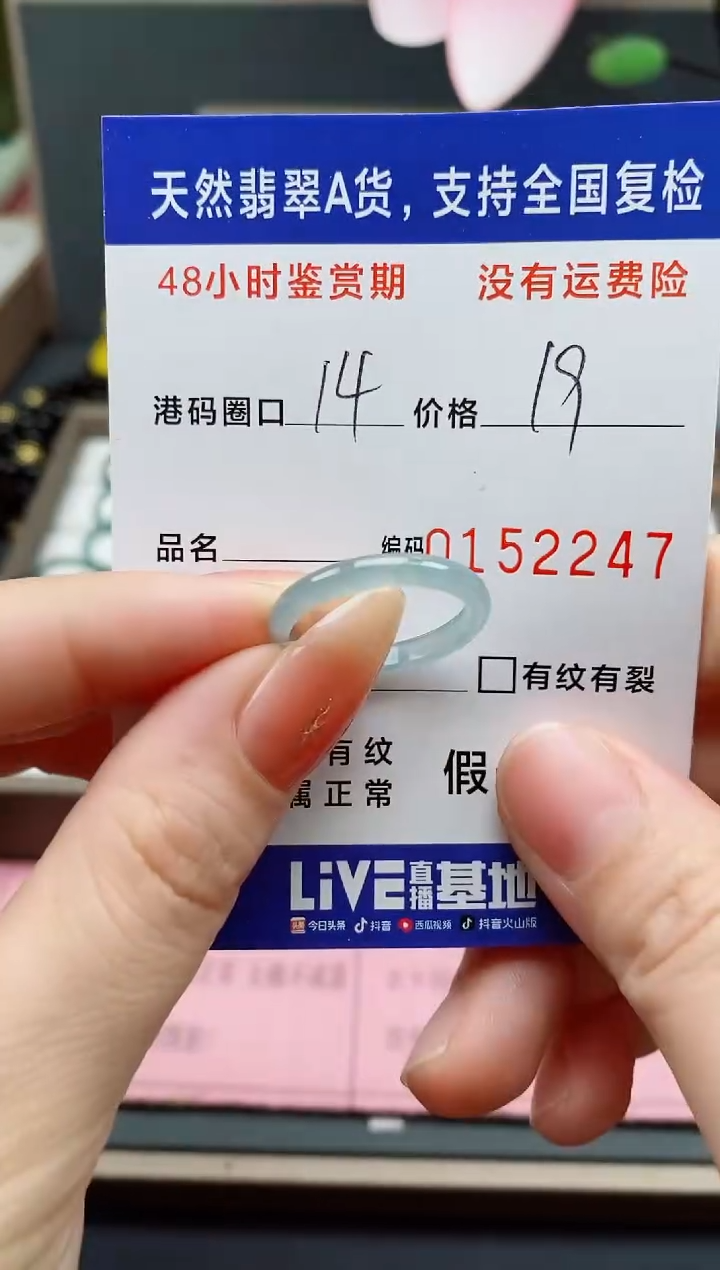 天然翡翠A货，支持全国复检
48小时鉴赏期 没有运费险
港码圈口 14 价格 19
品名 编码 0152247
有纹有裂
有纹
属正常 假
LiVE直播基地
今日头条 抖音 西瓜视频 抖音火山版